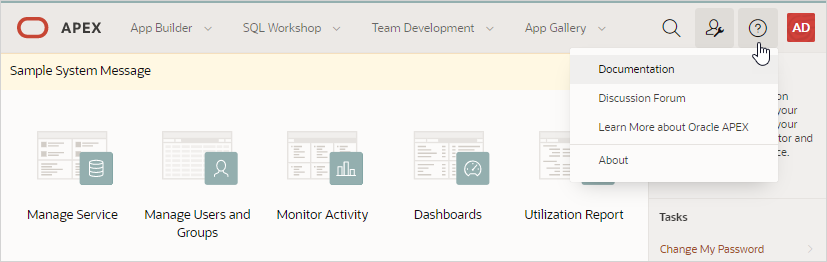 APEX App Builder SQL Workshop Team Development App Gallery AD
Sample System Message
Documentation
Discussion Forum
Learn More about Oracle APEX
About
on
your
your
tor and
ce.
Manage Service
Manage Users and
Groups
Monitor Activity
Dashboards
Utilization Report
Tasks
Change My Password